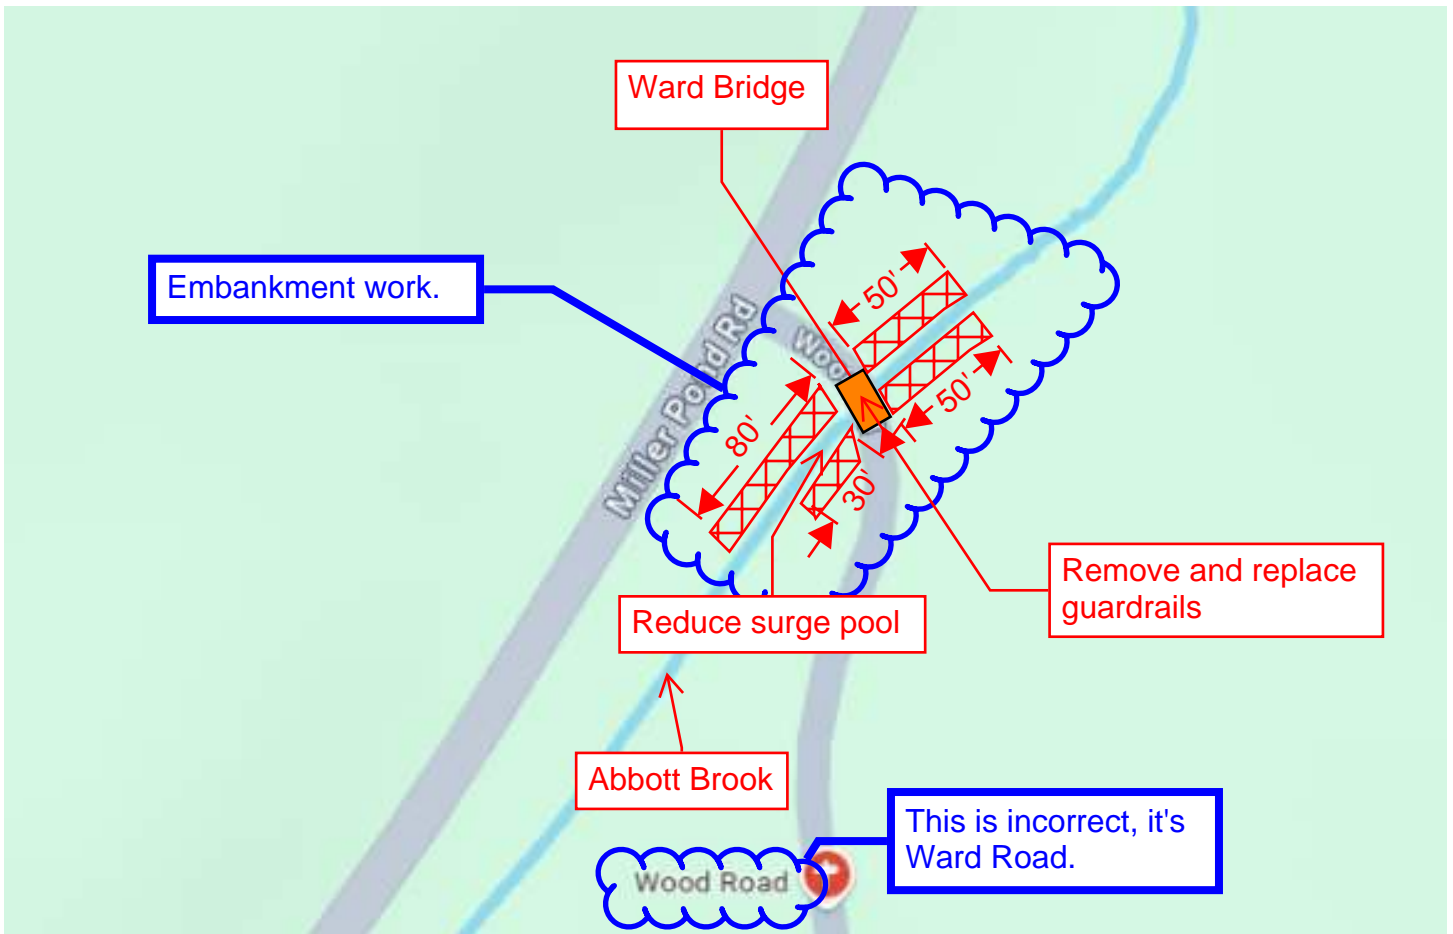 Ward Bridge
Embankment work.
50'
Woo
50'
80'
Miller Pond Rd
30'
Remove and replace
guardrails
Reduce surge pool
Abbott Brook
This is incorrect, it's
Ward Road.
Wood Road